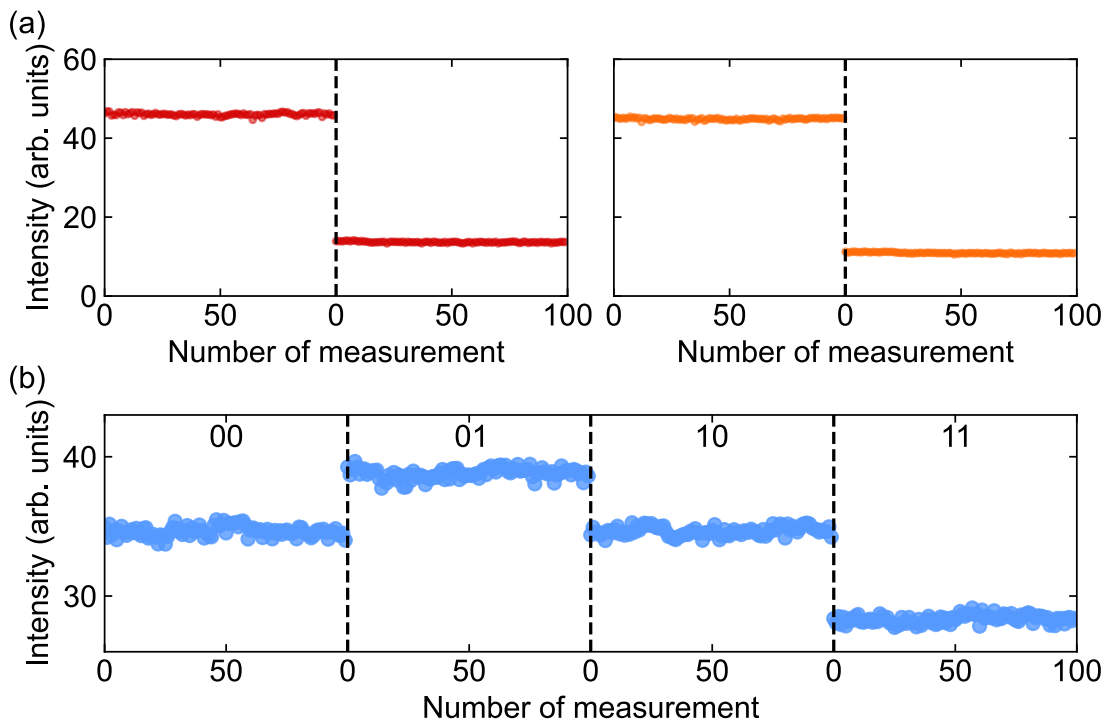 (a)
Intensity (arb. units)
60
40
20
0
0 50 0 50 100
0 50 0 50 100
Number of measurement
Number of measurement
(b)
Intensity (arb. units)
00 01 10 11
40
30
0 50 0 50 0 50 0 50 100
Number of measurement